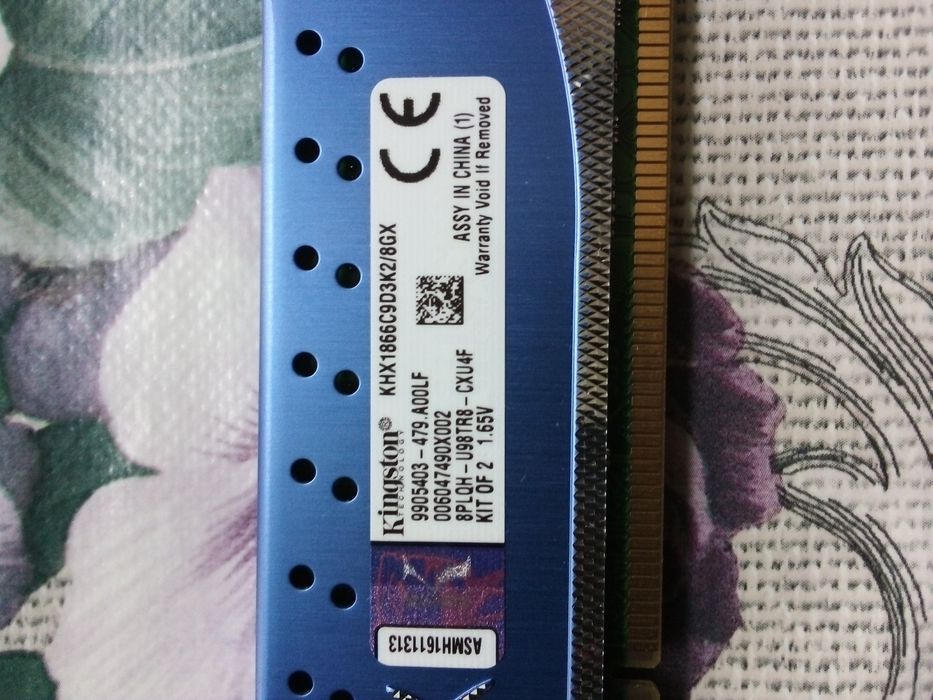 Kingston® KHX1866C9D3K2/8GX
TECHNOLOGY
9905403-479.A00LF
006047490X002
8PLQH-U98TR8-CXU4F
KIT OF 2 1.65V
CE
ASSY IN CHINA (1)
Warranty Void If Removed
ASMH1611313